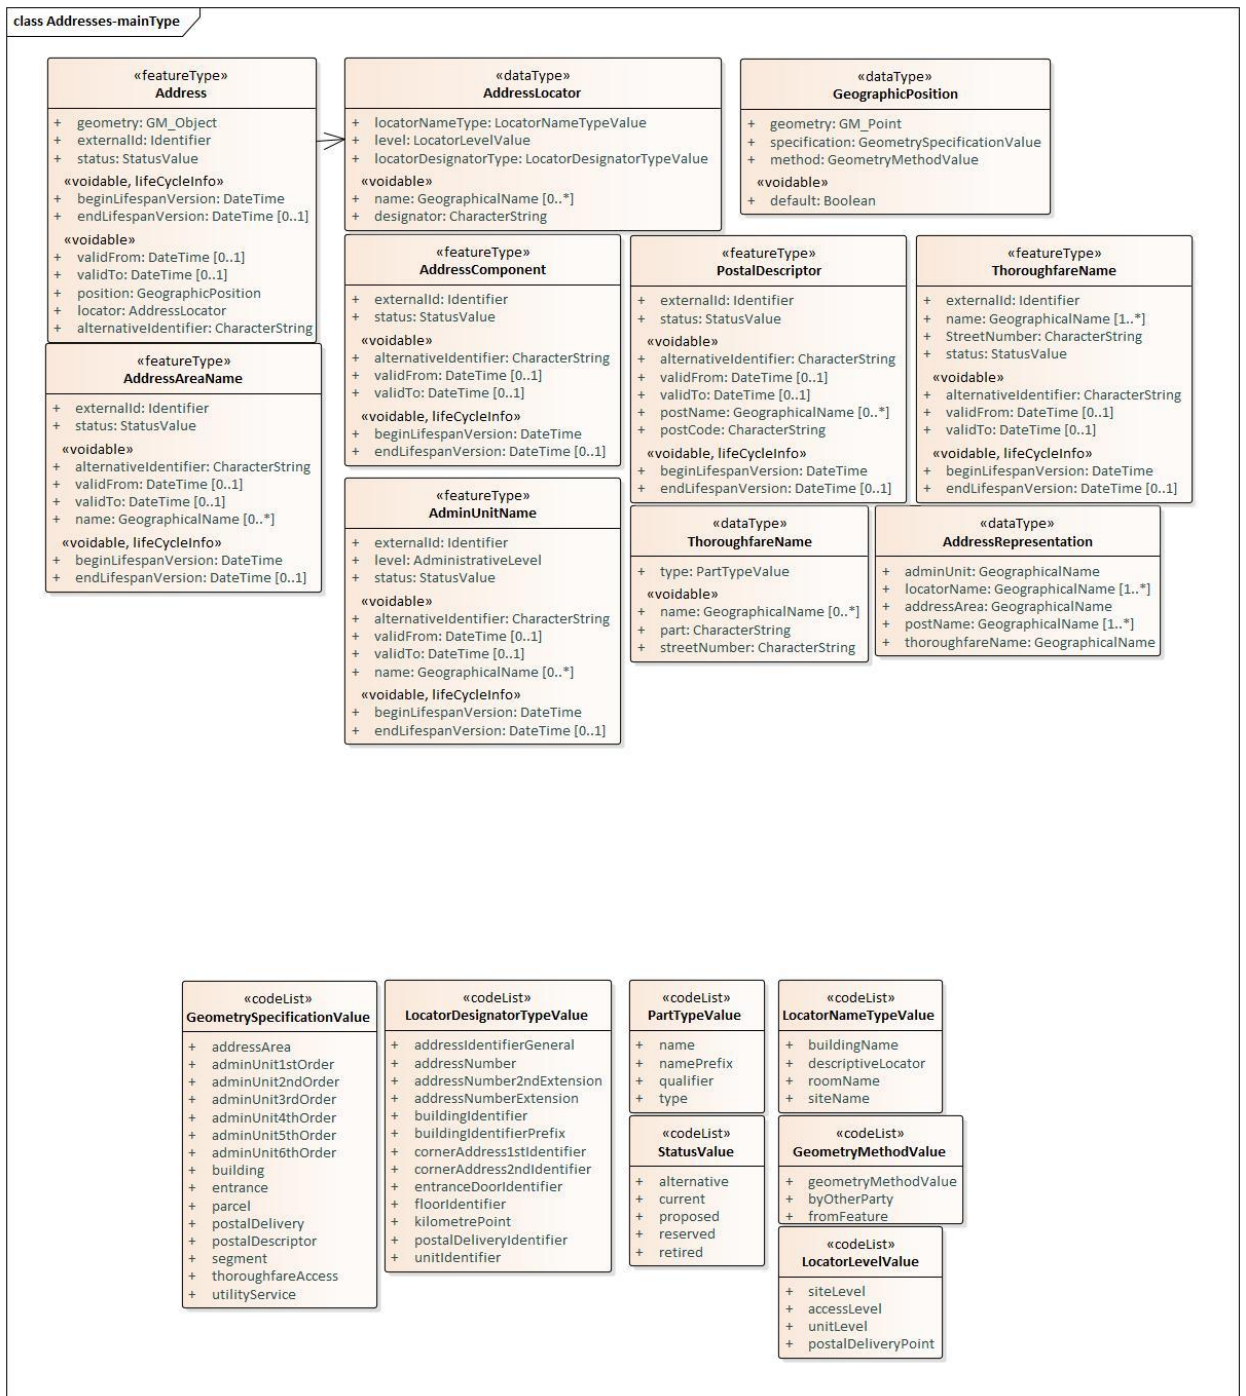 class Addresses-mainType
«featureType»
Address
+ geometry: GM_Object
+ externalId: Identifier
+ status: StatusValue
«voidable, lifeCycleInfo»
+ beginLifespanVersion: DateTime
+ endLifespanVersion: DateTime [0..1]
«voidable»
+ validFrom: DateTime [0..1]
+ validTo: DateTime [0..1]
+ position: GeographicPosition
+ locator: AddressLocator
+ alternativeIdentifier: CharacterString
«dataType»
AddressLocator
+ locatorNameType: LocatorNameTypeValue
+ level: LocatorLevelValue
+ locatorDesignatorType: LocatorDesignatorTypeValue
«voidable»
+ name: GeographicalName [0..*]
+ designator: CharacterString
«dataType»
GeographicPosition
+ geometry: GM_Point
+ specification: GeometrySpecificationValue
+ method: GeometryMethodValue
«voidable»
+ default: Boolean
«featureType»
AddressComponent
+ externalId: Identifier
+ status: StatusValue
«voidable»
+ alternativeIdentifier: CharacterString
+ validFrom: DateTime [0..1]
+ validTo: DateTime [0..1]
«voidable, lifeCycleInfo»
+ beginLifespanVersion: DateTime
+ endLifespanVersion: DateTime [0..1]
«featureType»
PostalDescriptor
+ externalId: Identifier
+ status: StatusValue
«voidable»
+ alternativeIdentifier: CharacterString
+ validFrom: DateTime [0..1]
+ validTo: DateTime [0..1]
+ postName: GeographicalName [0..*]
+ postCode: CharacterString
«voidable, lifeCycleInfo»
+ beginLifespanVersion: DateTime
+ endLifespanVersion: DateTime [0..1]
«featureType»
ThoroughfareName
+ externalId: Identifier
+ name: GeographicalName [1..*]
+ StreetNumber: CharacterString
+ status: StatusValue
«voidable»
+ alternativeIdentifier: CharacterString
+ validFrom: DateTime [0..1]
+ validTo: DateTime [0..1]
«voidable, lifeCycleInfo»
+ beginLifespanVersion: DateTime
+ endLifespanVersion: DateTime [0..1]
«featureType»
AddressAreaName
+ externalId: Identifier
+ status: StatusValue
«voidable»
+ alternativeIdentifier: CharacterString
+ validFrom: DateTime [0..1]
+ validTo: DateTime [0..1]
+ name: GeographicalName [0..*]
«voidable, lifeCycleInfo»
+ beginLifespanVersion: DateTime
+ endLifespanVersion: DateTime [0..1]
«featureType»
AdminUnitName
+ externalId: Identifier
+ level: AdministrativeLevel
+ status: StatusValue
«voidable»
+ alternativeIdentifier: CharacterString
+ validFrom: DateTime [0..1]
+ validTo: DateTime [0..1]
+ name: GeographicalName [0..*]
«voidable, lifeCycleInfo»
+ beginLifespanVersion: DateTime
+ endLifespanVersion: DateTime [0..1]
«dataType»
ThoroughfareName
+ type: PartTypeValue
«voidable»
+ name: GeographicalName [0..*]
+ part: CharacterString
+ streetNumber: CharacterString
«dataType»
AddressRepresentation
+ adminUnit: GeographicalName
+ locatorName: GeographicalName [1..*]
+ addressArea: GeographicalName
+ postName: GeographicalName [1..*]
+ thoroughfareName: GeographicalName
«codeList»
GeometrySpecificationValue
+ addressArea
+ adminUnit1stOrder
+ adminUnit2ndOrder
+ adminUnit3rdOrder
+ adminUnit4thOrder
+ adminUnit5thOrder
+ adminUnit6thOrder
+ building
+ entrance
+ parcel
+ postalDelivery
+ postalDescriptor
+ segment
+ thoroughfareAccess
+ utilityService
«codeList»
LocatorDesignatorTypeValue
+ addressIdentifierGeneral
+ addressNumber
+ addressNumber2ndExtension
+ addressNumberExtension
+ buildingIdentifier
+ buildingIdentifierPrefix
+ cornerAddress1stIdentifier
+ cornerAddress2ndIdentifier
+ entranceDoorIdentifier
+ floorIdentifier
+ kilometrePoint
+ postalDeliveryIdentifier
+ unitIdentifier
«codeList»
PartTypeValue
+ name
+ namePrefix
+ qualifier
+ type
«codeList»
StatusValue
+ alternative
+ current
+ proposed
+ reserved
+ retired
«codeList»
LocatorNameTypeValue
+ buildingName
+ descriptiveLocator
+ roomName
+ siteName
«codeList»
GeometryMethodValue
+ geometryMethodValue
+ byOtherParty
+ fromFeature
«codeList»
LocatorLevelValue
+ siteLevel
+ accessLevel
+ unitLevel
+ postalDeliveryPoint